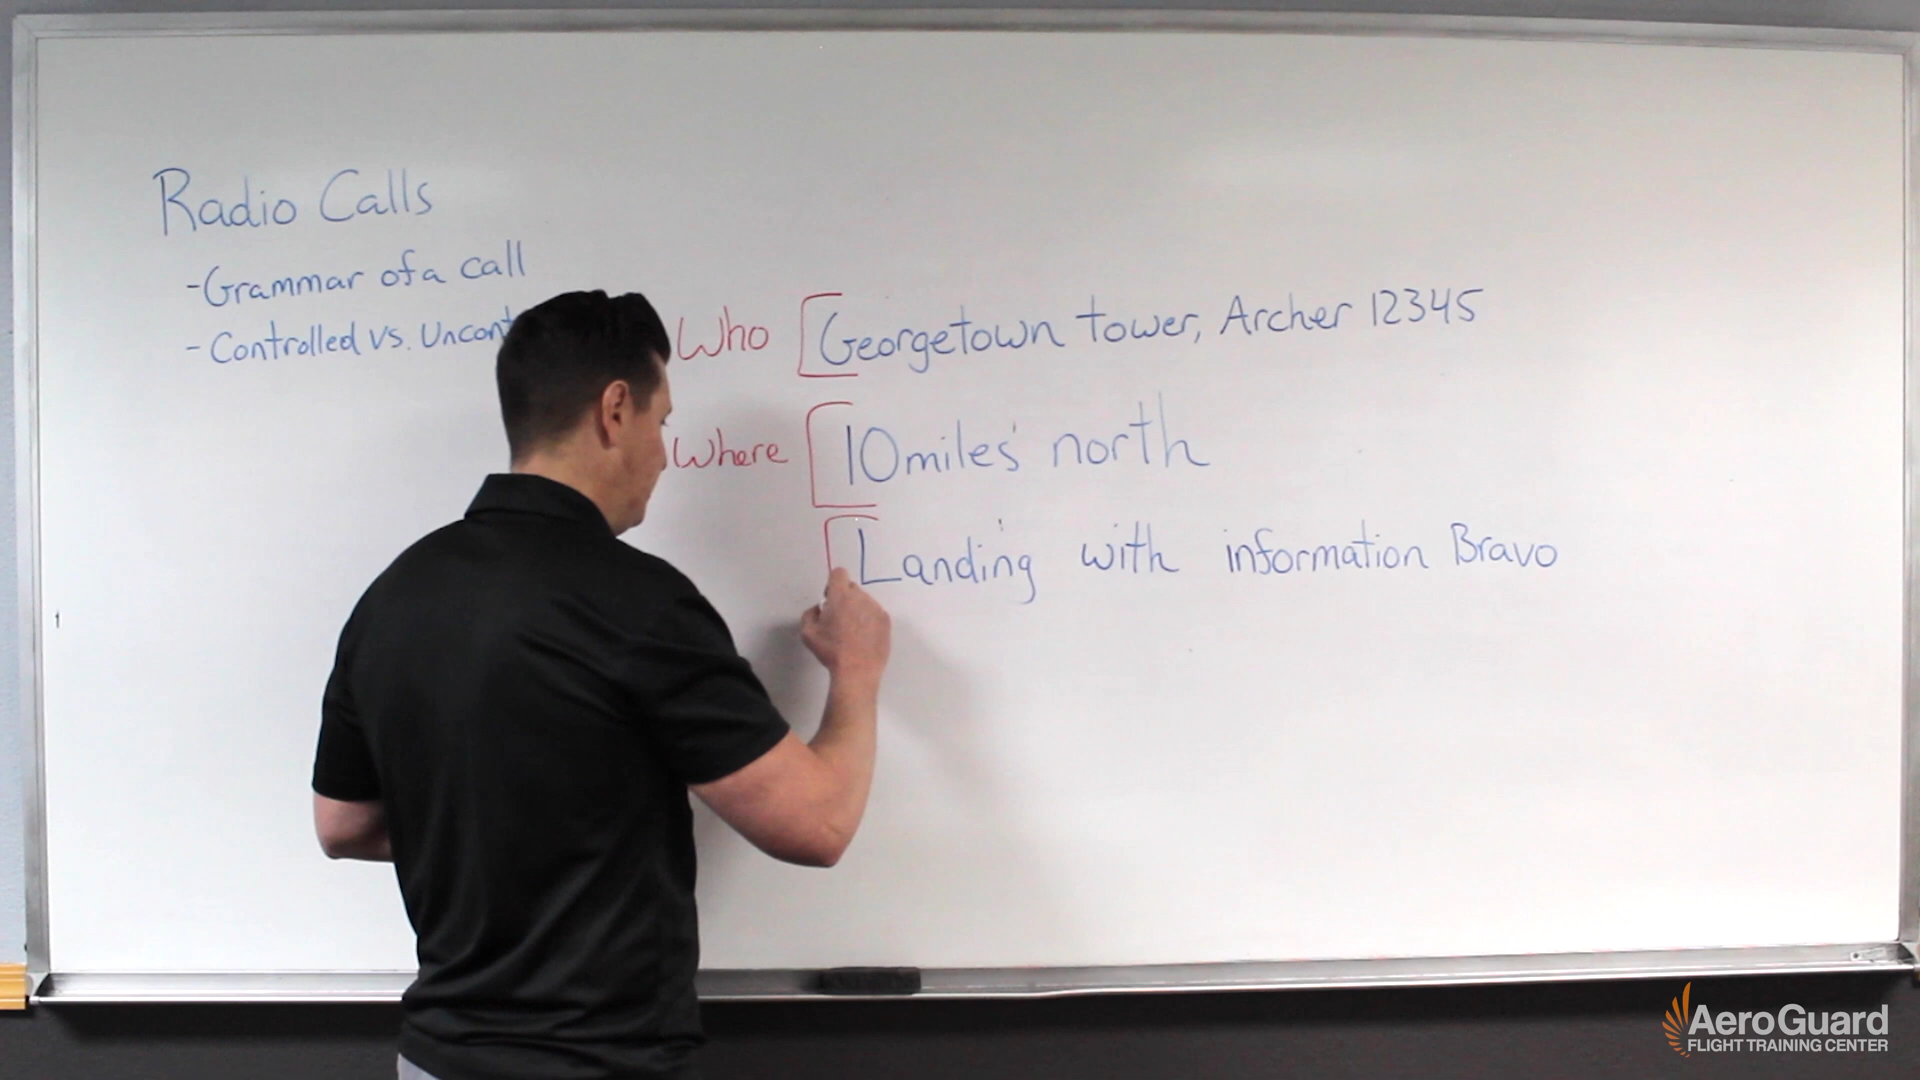 Radio Calls
-Grammar of a call
-Controlled vs. Uncont
Who [Georgetown tower, Archer 12345
Where [10 miles north
[Landing with information Bravo
AeroGuard
FLIGHT TRAINING CENTER